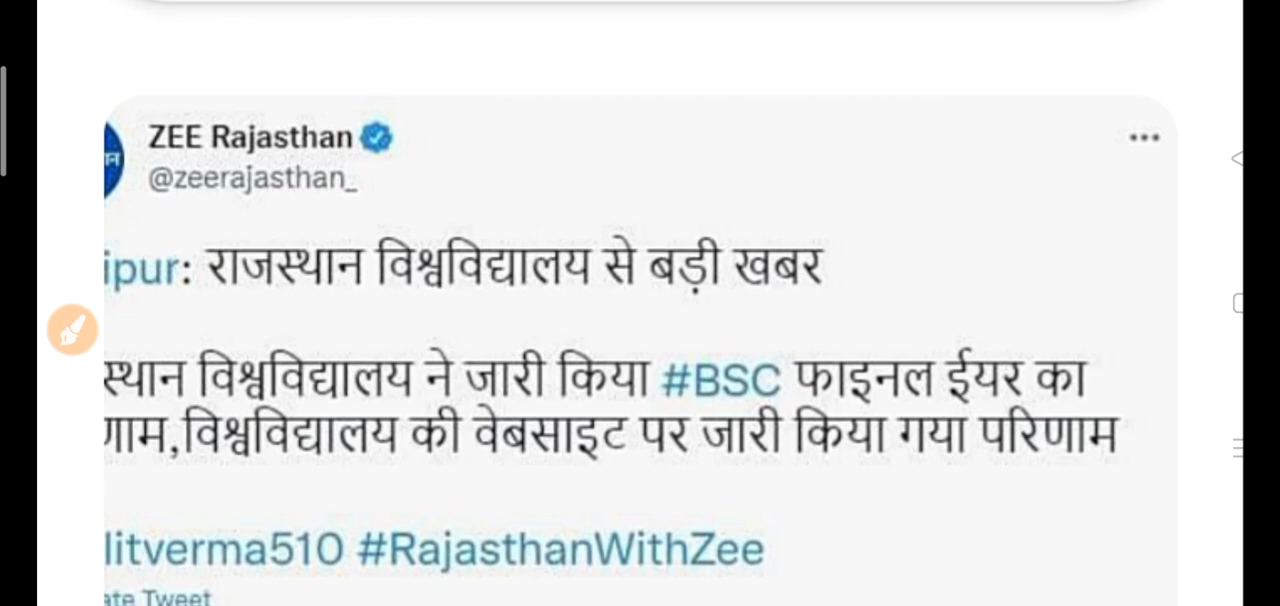 ZEE Rajasthan
@zeerajasthan_
ipur: राजस्थान विश्वविद्यालय से बड़ी खबर
स्थान विश्वविद्यालय ने जारी किया #BSC फाइनल ईयर का
णाम,विश्वविद्यालय की वेबसाइट पर जारी किया गया परिणाम
litverma510 #RajasthanWithZee
ate Tweet